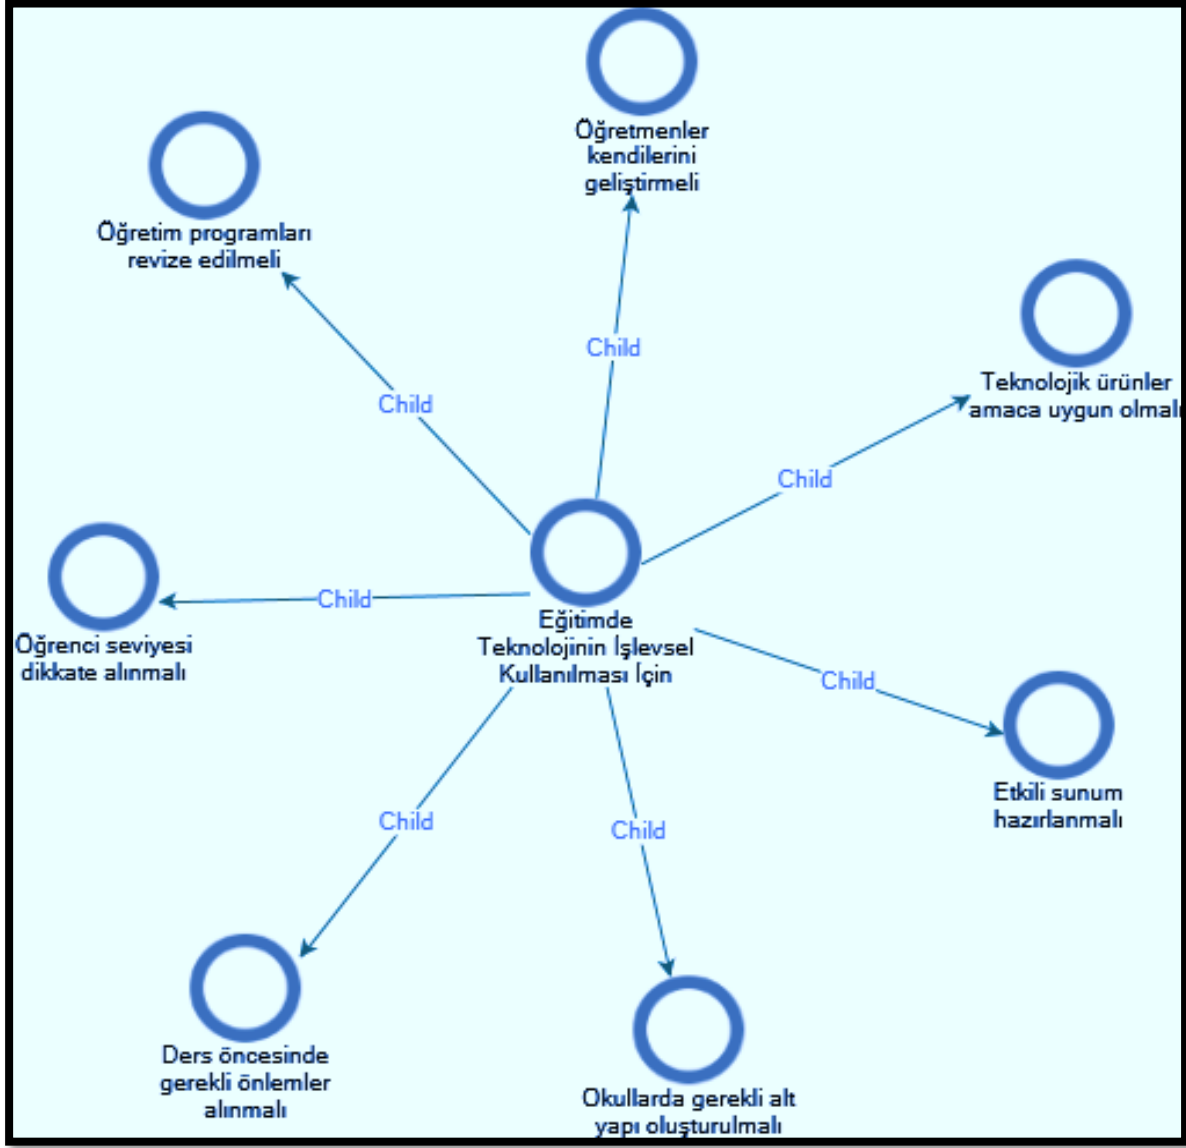 Öğretmenler
kendilerini
geliştirmeli
Öğretim programları
revize edilmeli
Child
Child
Teknolojik ürünler
amaca uygun olmalı
Child
Öğrenci seviyesi
dikkate alınmalı
Child
Eğitimde
Teknolojinin İşlevsel
Kullanılması İçin
Child
Etkili sunum
hazırlanmalı
Child
Child
Ders öncesinde
gerekli önlemler
alınmalı
Okullarda gerekli alt
yapı oluşturulmalı